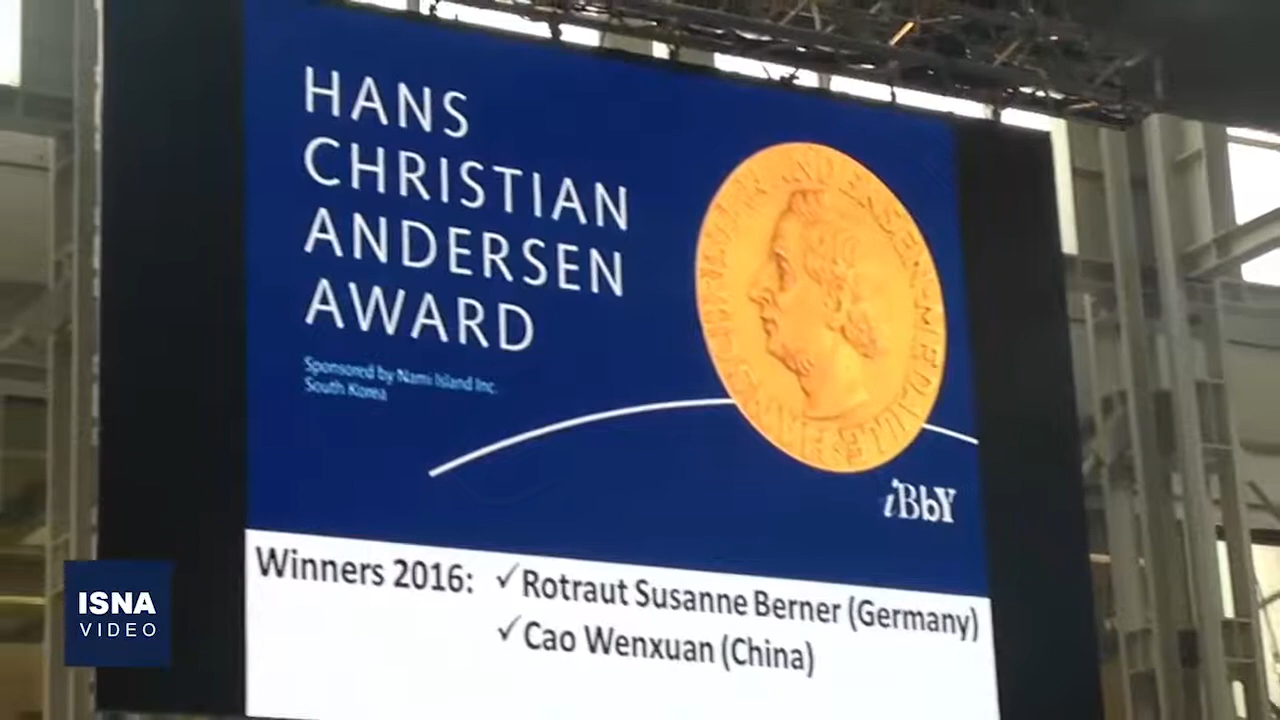 HANS
CHRISTIAN
ANDERSEN
AWARD
Sponsored by Nami Island Inc.
South Korea
iBbY
Winners 2016: ✓Rotraut Susanne Berner (Germany)
✓Cao Wenxuan (China)
ISNA
VIDEO